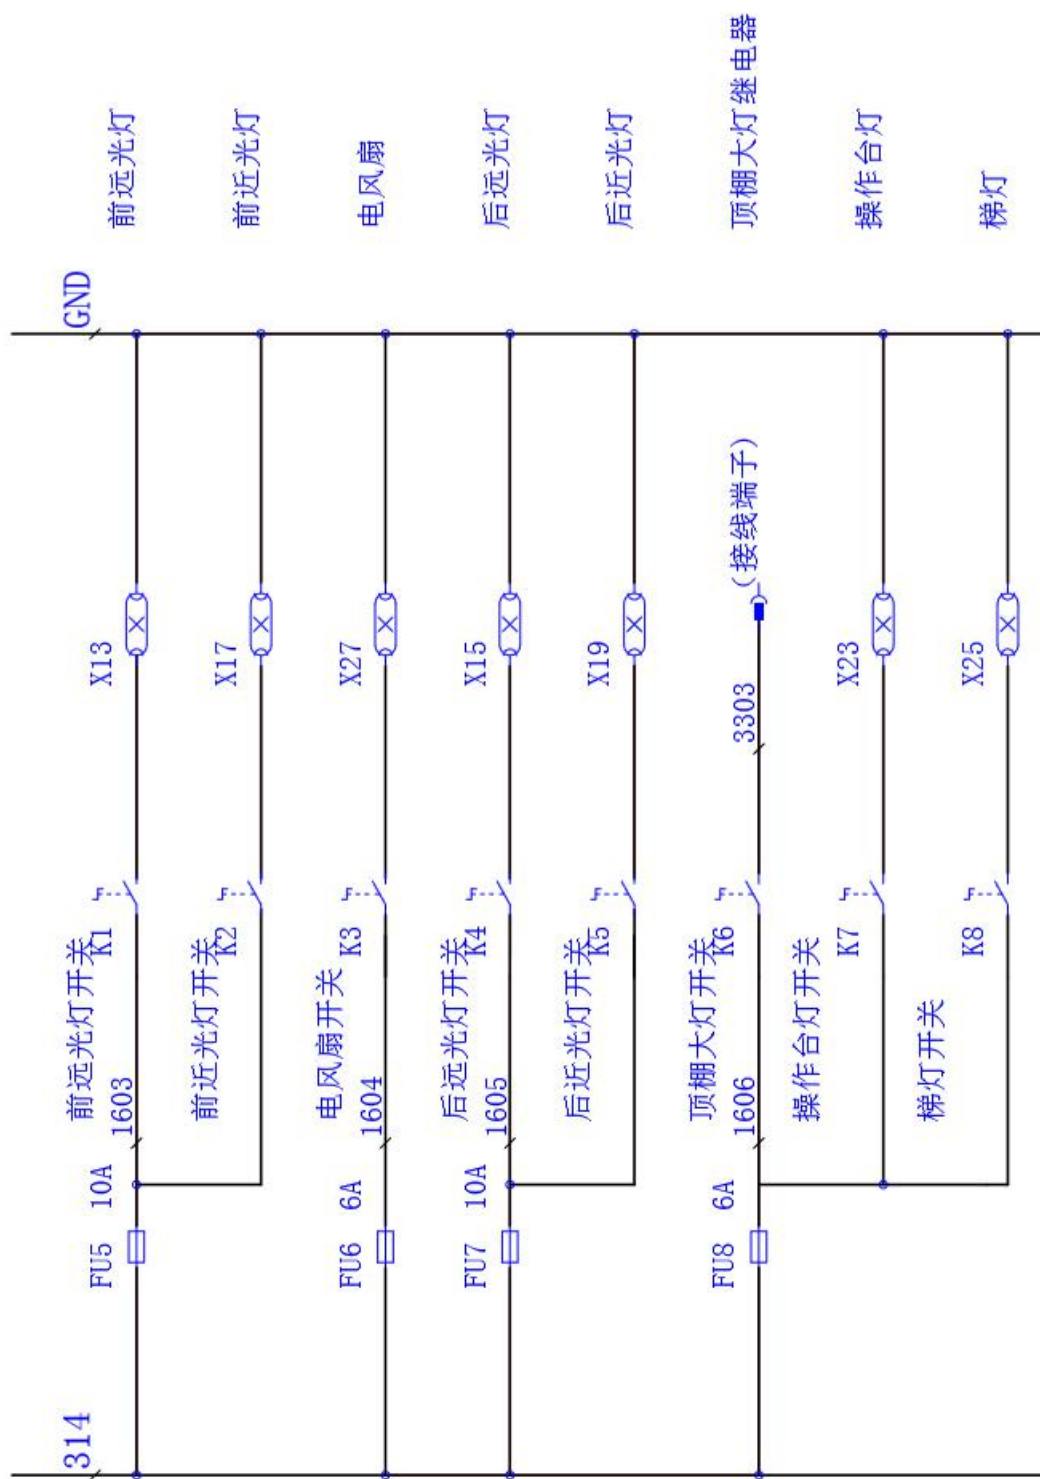 前远光灯
前近光灯
电风扇
后远光灯
后近光灯
顶棚大灯继电器
操作台灯
梯灯
GND
X13
X17
X27
X15
X19
3303
(接线端子)
X23
X25
前远光灯开关 K1
前近光灯开关 K2
电风扇开关 K3
后远光灯开关 K4
后近光灯开关 K5
顶棚大灯开关 K6
操作台灯开关 K7
梯灯开关 K8
1603
1604
1605
1606
FU5 10A
FU6 6A
FU7 10A
FU8 6A
314